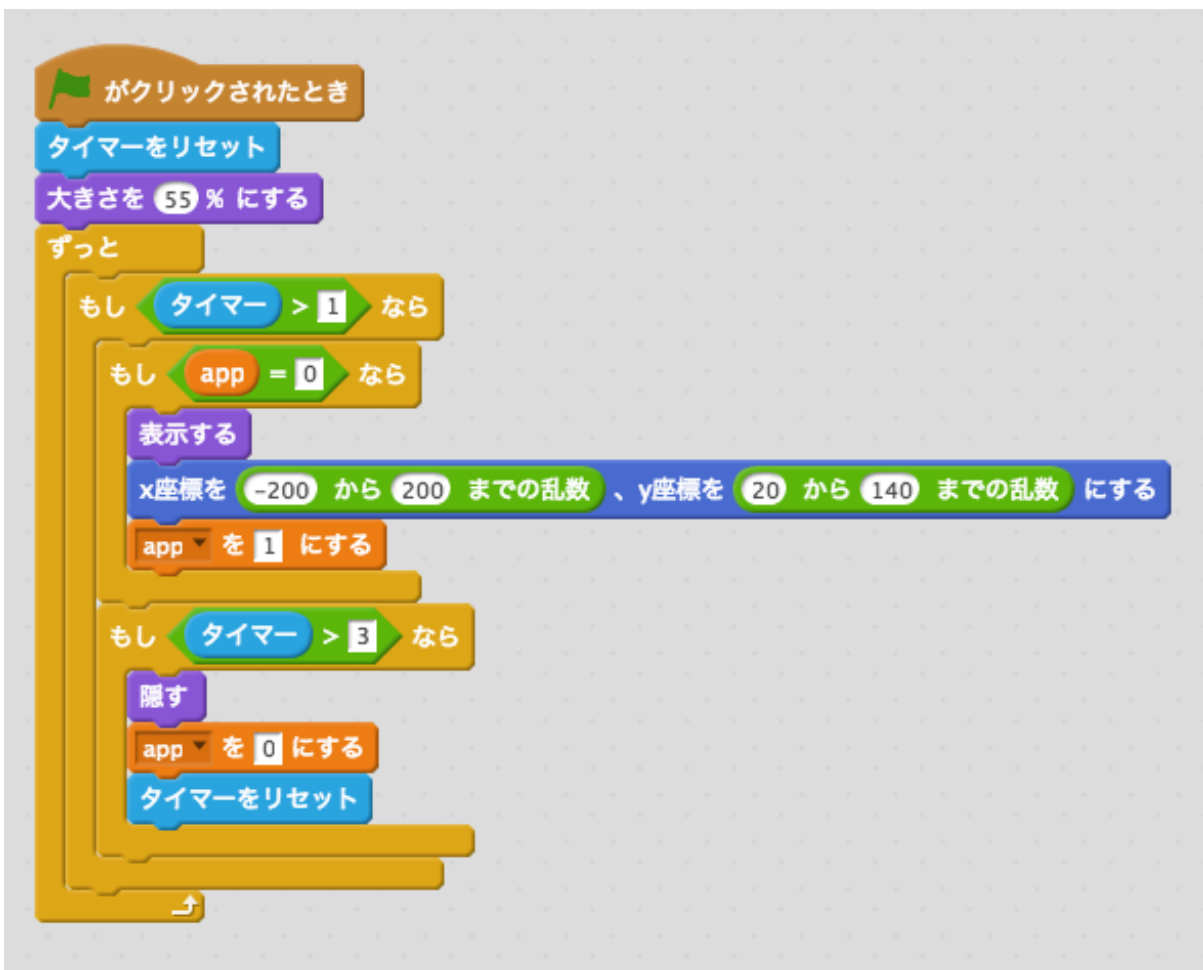 がクリックされたとき
タイマーをリセット
大きさを 55 % にする
ずっと
もし タイマー > 1 なら
もし app = 0 なら
表示する
x座標を -200 から 200 までの乱数 、y座標を 20 から 140 までの乱数 にする
app を 1 にする
もし タイマー > 3 なら
隠す
app を 0 にする
タイマーをリセット